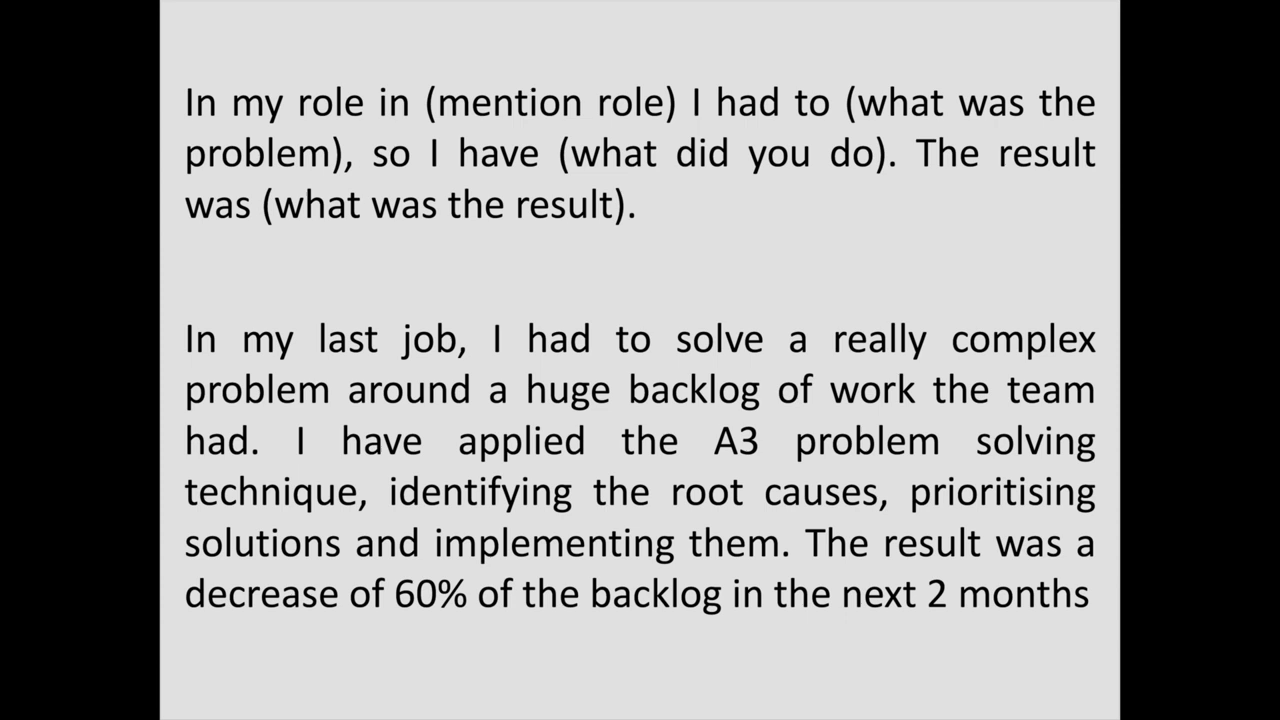 In my role in (mention role) I had to (what was the
problem), so I have (what did you do). The result
was (what was the result).
In my last job, I had to solve a really complex
problem around a huge backlog of work the team
had. I have applied the A3 problem solving
technique, identifying the root causes, prioritising
solutions and implementing them. The result was a
decrease of 60% of the backlog in the next 2 months